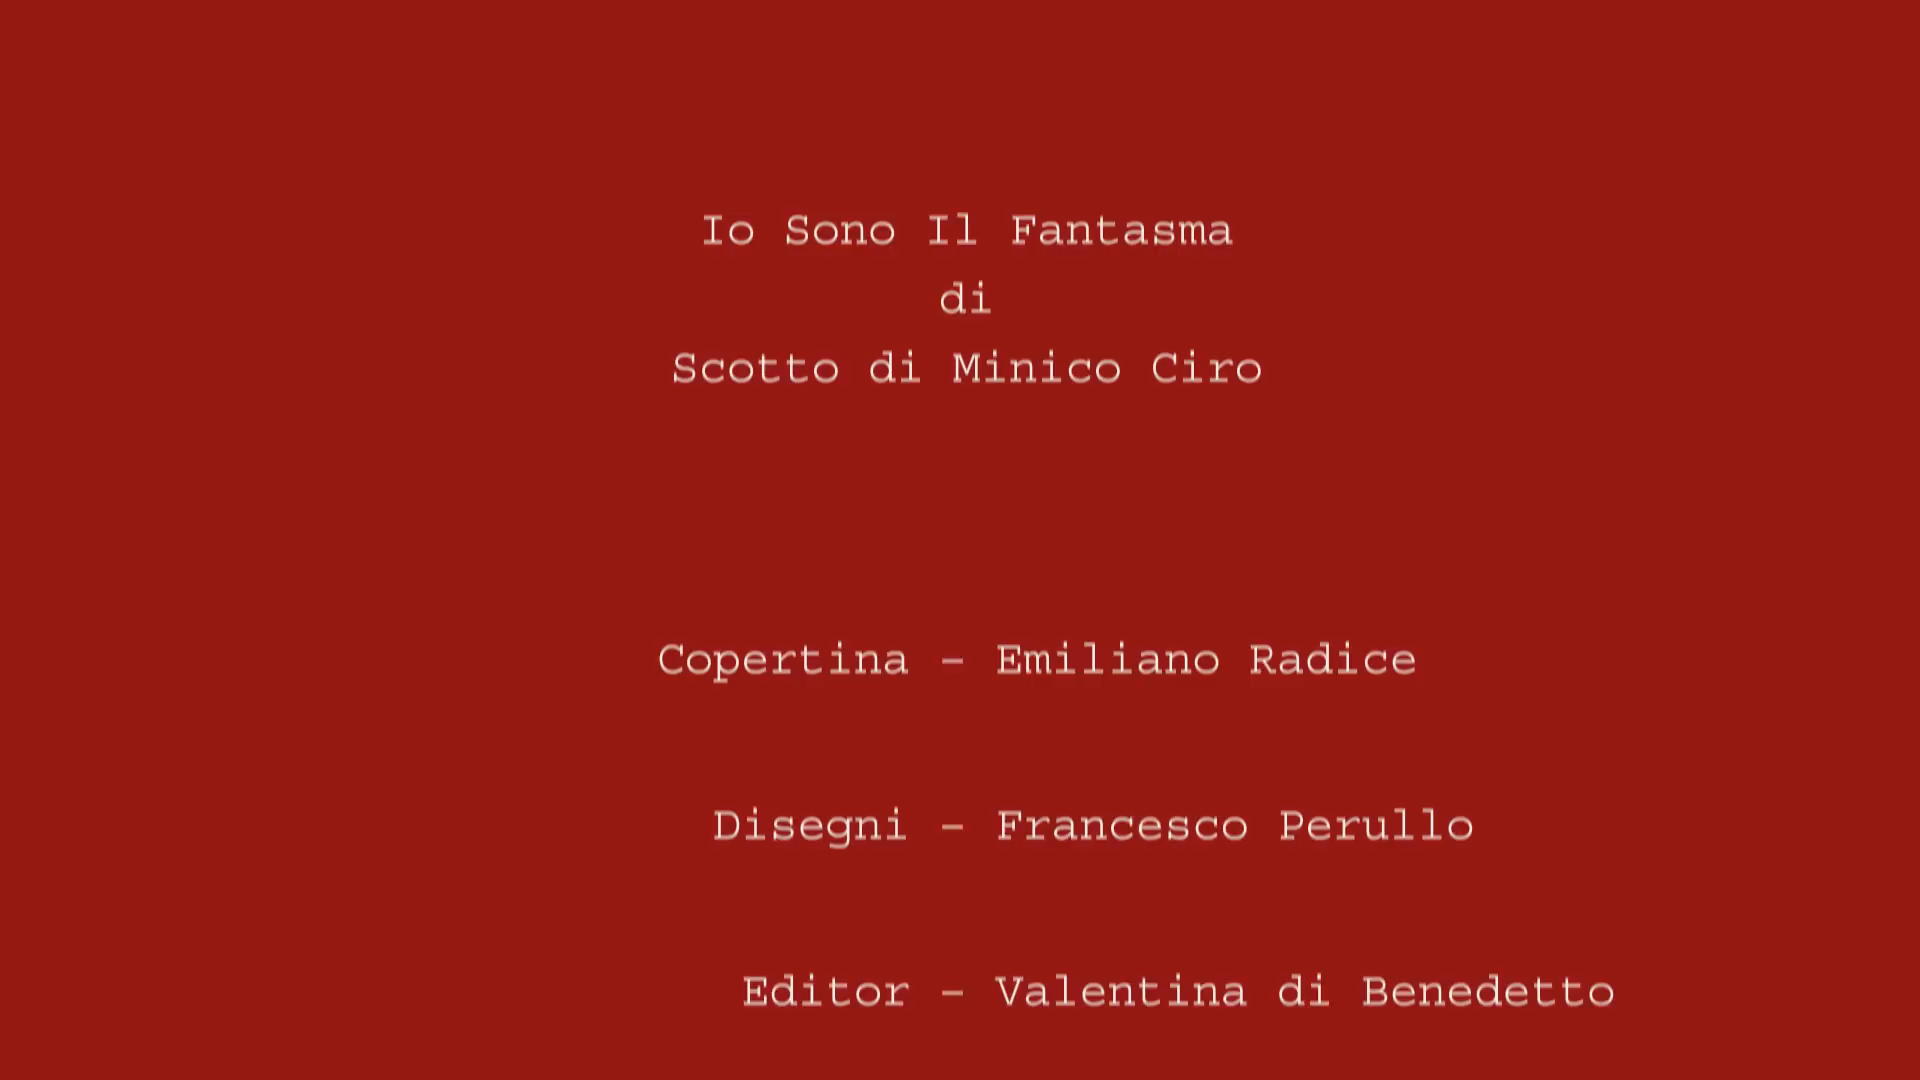 Io Sono Il Fantasma
di
Scotto di Minico Ciro
Copertina - Emiliano Radice
Disegni - Francesco Perullo
Editor - Valentina di Benedetto